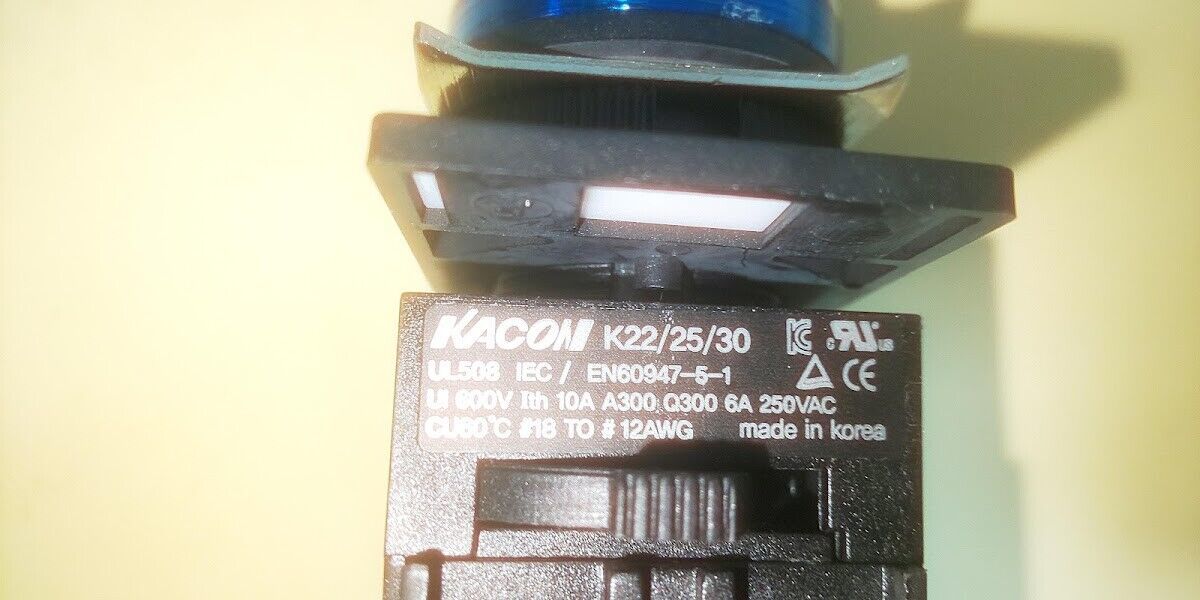 KACON K22/25/30
UL508 IEC / EN60947-5-1
UI 600V Ith 10A A300 Q300 6A 250VAC
CU60°C #18 TO #12AWG made in korea